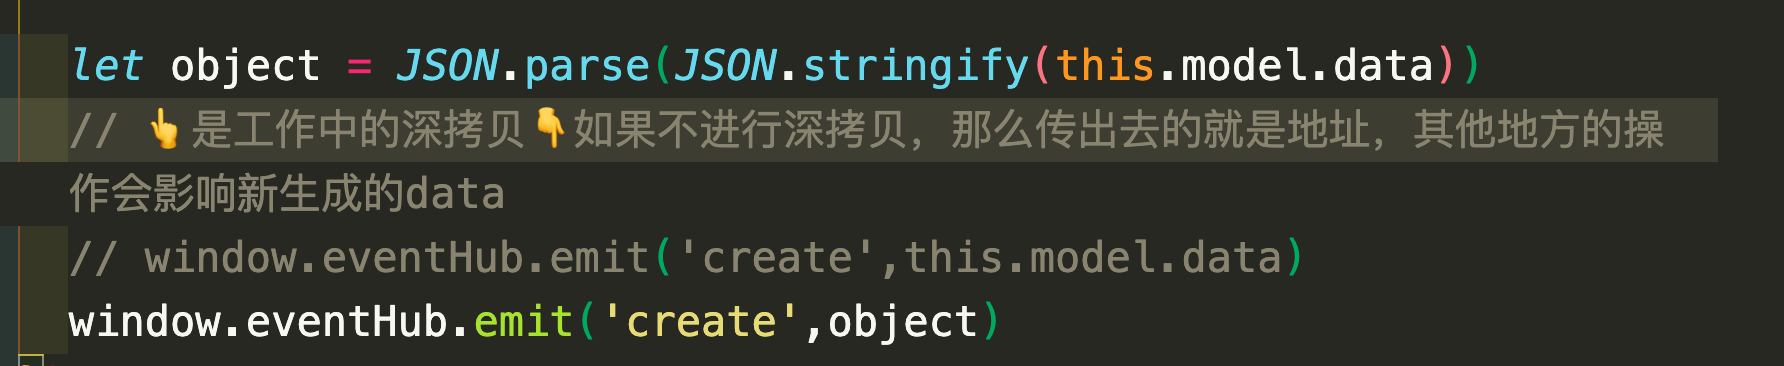 let object = JSON.parse(JSON.stringify(this.model.data))
// 👆是工作中的深拷贝👇如果不进行深拷贝，那么传出去的就是地址，其他地方的操
作会影响新生成的data
// window.eventHub.emit('create',this.model.data)
window.eventHub.emit('create',object)